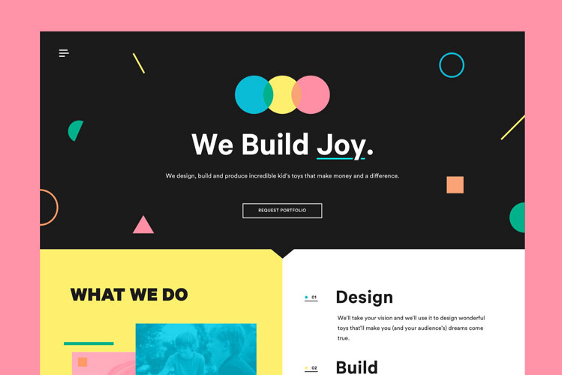 We Build Joy.
We design, build and produce incredible kid's toys that make money and a difference.
REQUEST PORTFOLIO
WHAT WE DO
01
Design
We'll take your vision and we'll use it to design wonderful
toys that'll make you (and your audience's) dreams come
true.
02
Build